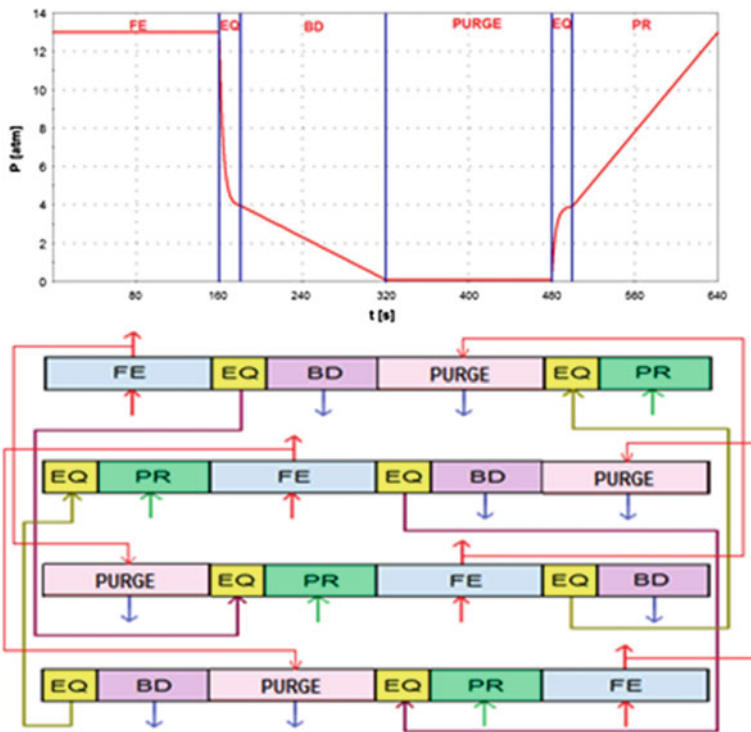 14
FE EQ BD PURGE EQ PR
12
10
8
6
4
2
0
P [atm]
80 160 240 320 400 480 560 640
t [s]
FE EQ BD PURGE EQ PR
EQ PR FE EQ BD PURGE
PURGE EQ PR FE EQ BD
EQ BD PURGE EQ PR FE